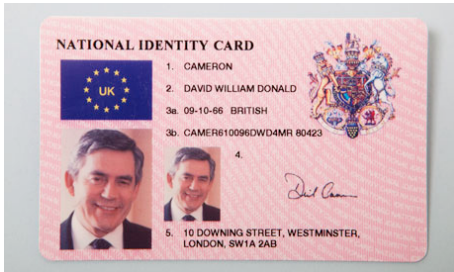 NATIONAL IDENTITY CARD
UK
1. CAMERON
2. DAVID WILLIAM DONALD
3a. 09-10-66 BRITISH
3b. CAMER610096DWD4MR 80423
4.
5. 10 DOWNING STREET, WESTMINSTER,
LONDON, SW1A 2AB